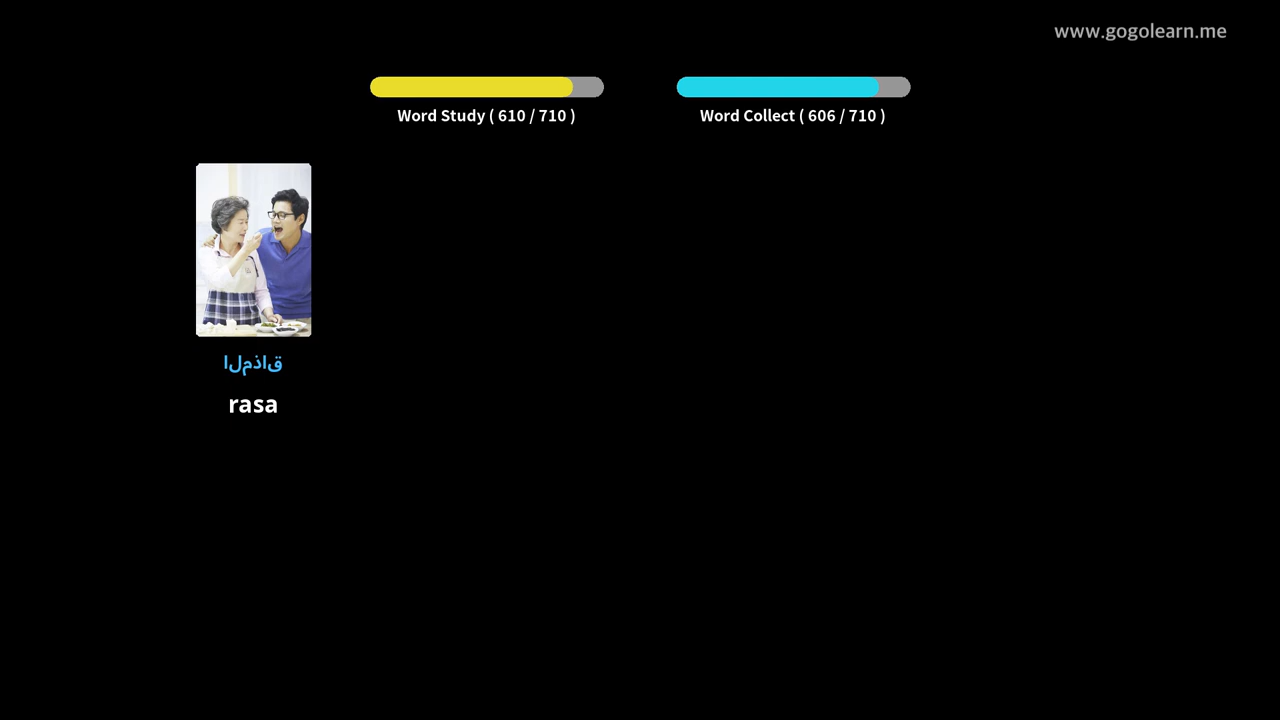 www.gogolearn.me
Word Study ( 610 / 710 )
Word Collect ( 606 / 710 )
المذاق
rasa